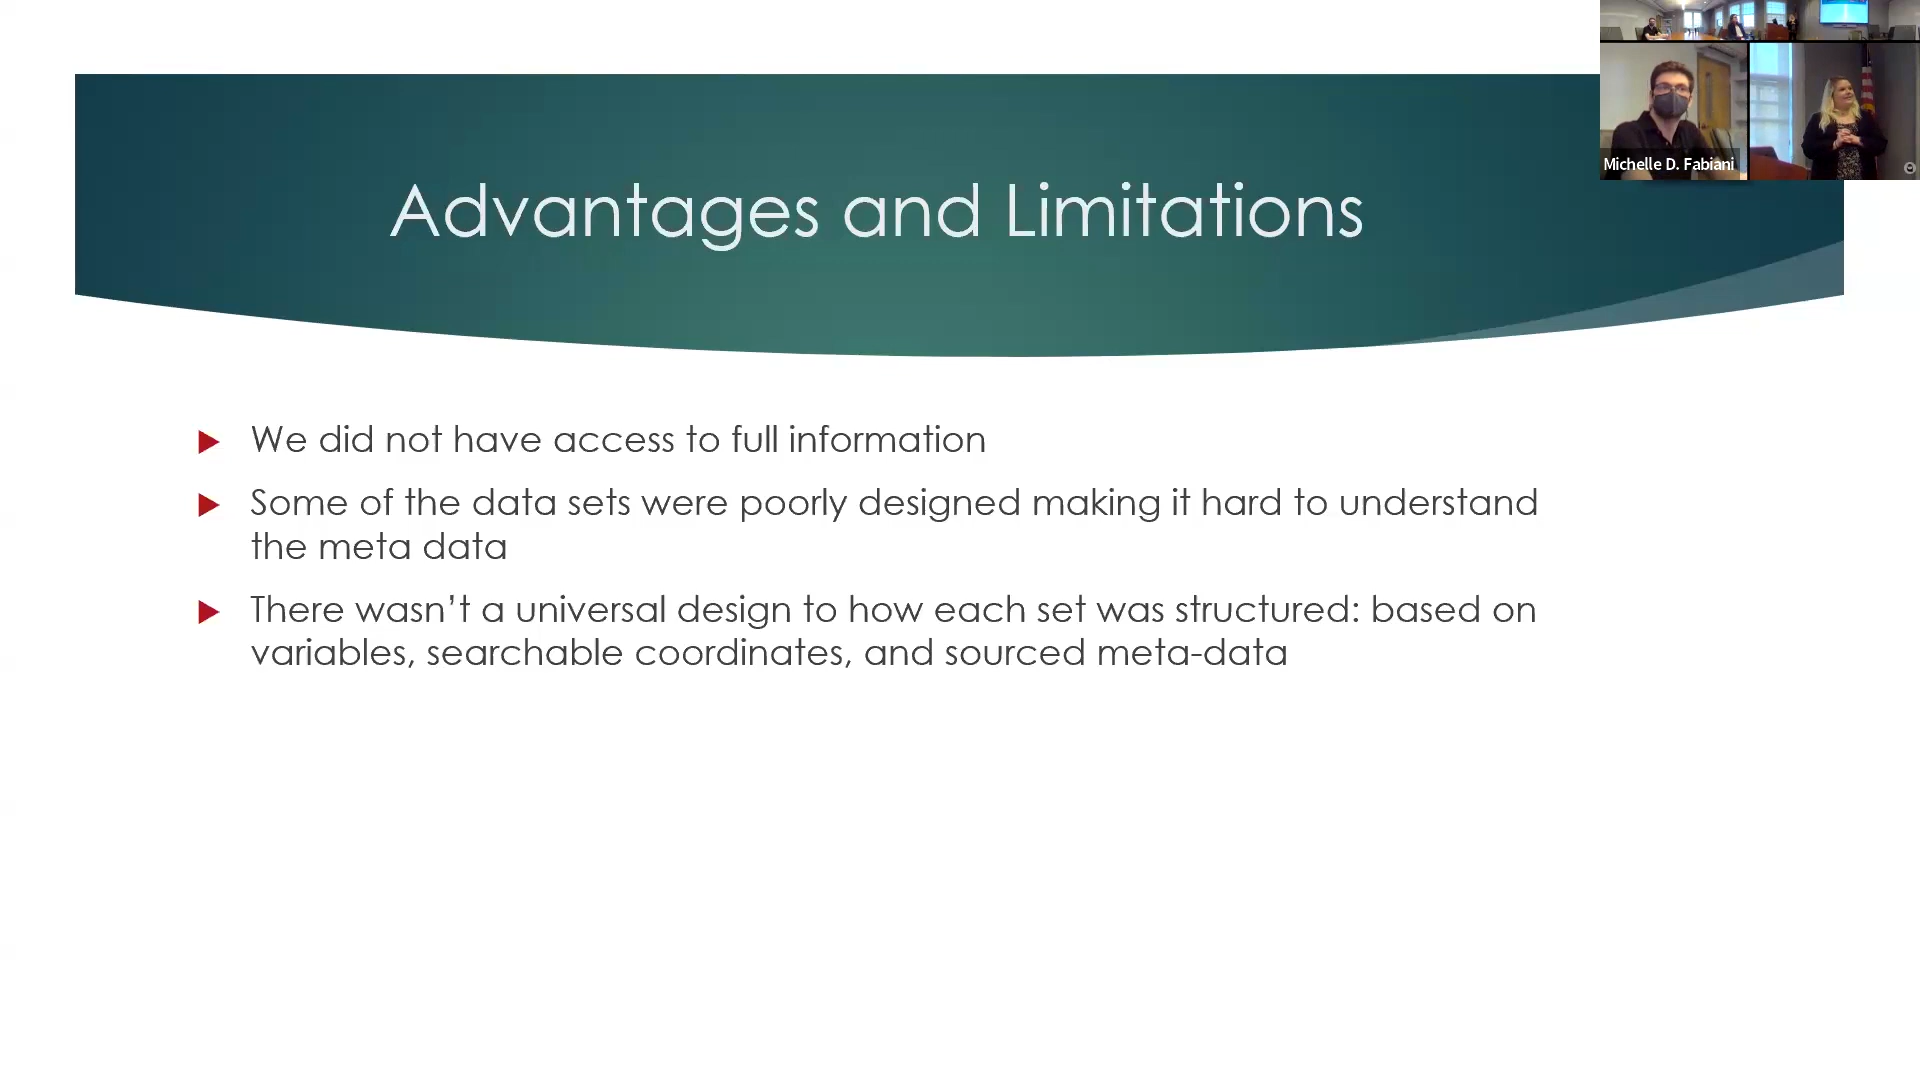 Michelle D. Fabiani
Advantages and Limitations
We did not have access to full information
Some of the data sets were poorly designed making it hard to understand
the meta data
There wasn’t a universal design to how each set was structured: based on
variables, searchable coordinates, and sourced meta-data